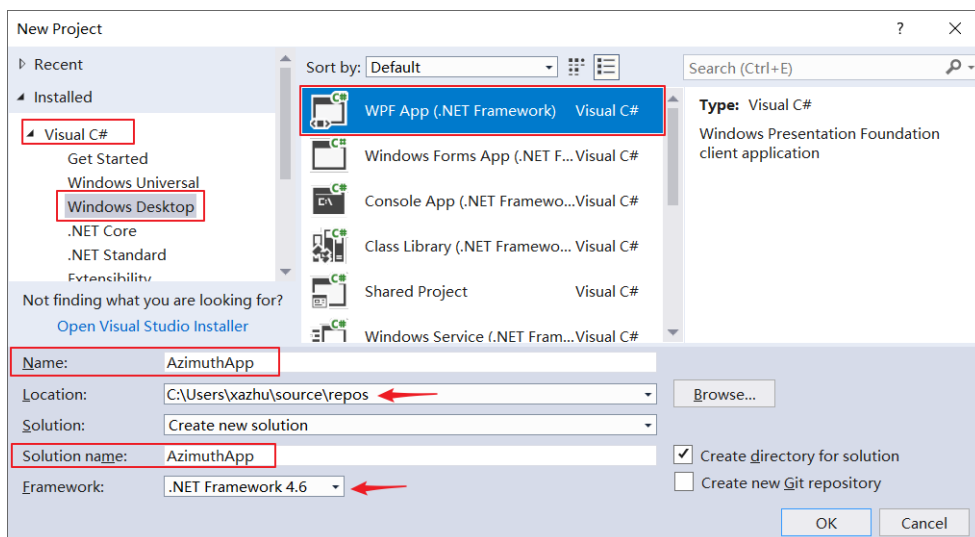 New Project
?
Recent
Installed
Visual C#
Get Started
Windows Universal
Windows Desktop
.NET Core
.NET Standard
Extensibility
Not finding what you are looking for?
Open Visual Studio Installer
Sort by: Default
WPF App (.NET Framework) Visual C#
Windows Forms App (.NET F... Visual C#
Console App (.NET Framewo... Visual C#
Class Library (.NET Framewo... Visual C#
Shared Project Visual C#
Windows Service (.NET Fram... Visual C#
Search (Ctrl+E)
Type: Visual C#
Windows Presentation Foundation
client application
Name: AzimuthApp
Location: C:\Users\xazhu\source\repos
Browse...
Solution: Create new solution
Solution name: AzimuthApp
Create directory for solution
Framework: .NET Framework 4.6
Create new Git repository
OK
Cancel